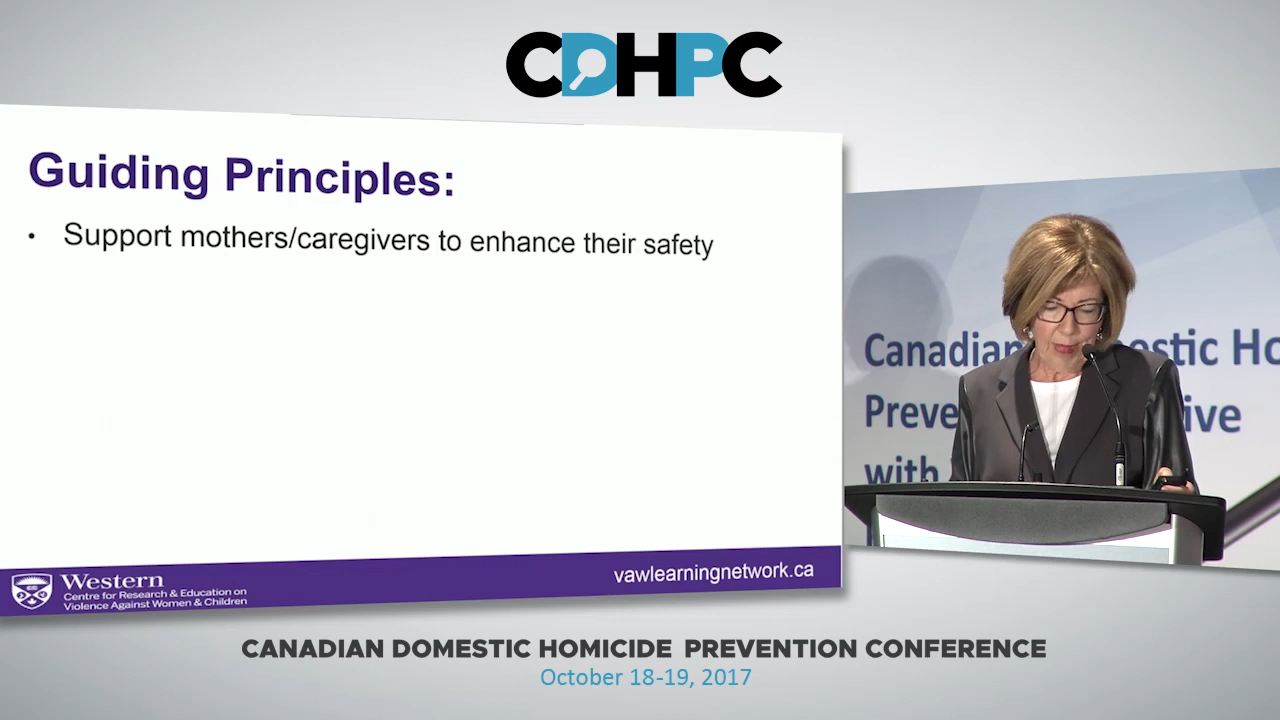 CDHPC
Guiding Principles:
• Support mothers/caregivers to enhance their safety
Western
Centre for Research & Education on
Violence Against Women & Children
vawlearningnetwork.ca
Canadian estic Ho
Preve ive
with
CANADIAN DOMESTIC HOMICIDE PREVENTION CONFERENCE
October 18-19, 2017